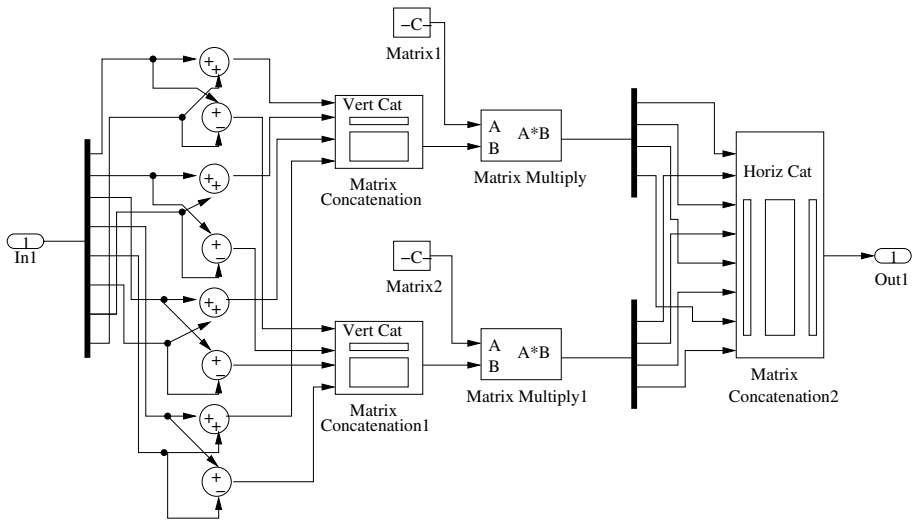 −C−
Matrix1
+
+
+
−
Vert Cat
A
B
A*B
Matrix Multiply
Matrix
Concatenation
Horiz Cat
+
+
1
In1
+
−
−C−
Matrix2
1
Out1
+
+
Vert Cat
A
B
A*B
Matrix Multiply1
+
−
Matrix
Concatenation1
Matrix
Concatenation2
+
+
+
−